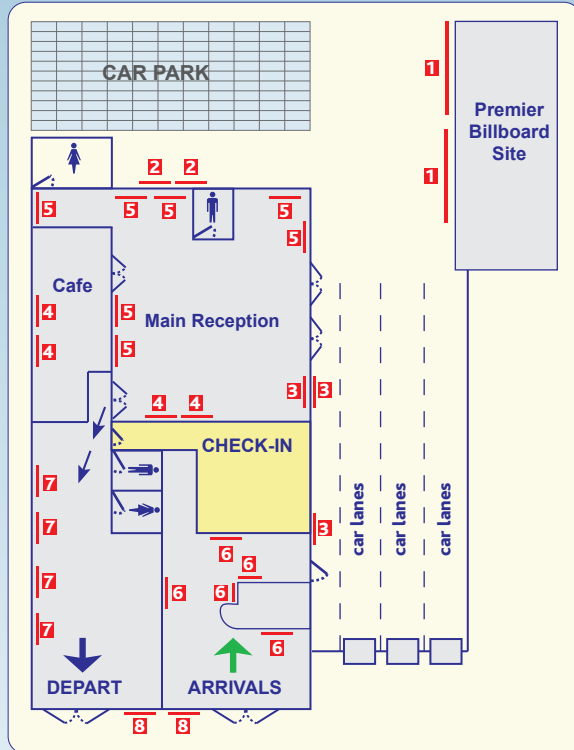 CAR PARK
1
Premier
Billboard
Site
1
2 2
5 5 5 5
5
Cafe
4 5
Main Reception
4 5
3 3
4 4
CHECK-IN
7
7
3
car lanes
car lanes
car lanes
6
6
7 6 6
7
6
DEPART
ARRIVALS
8 8